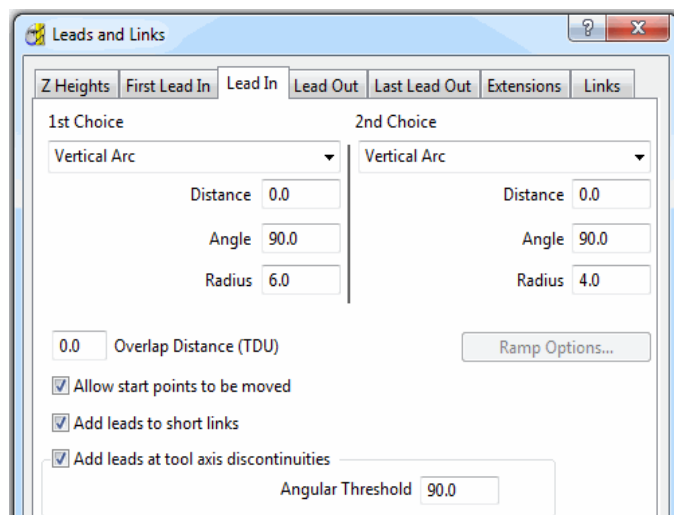 Leads and Links
Z Heights First Lead In Lead In Lead Out Last Lead Out Extensions Links
1st Choice 2nd Choice
Vertical Arc Vertical Arc
Distance 0.0 Distance 0.0
Angle 90.0 Angle 90.0
Radius 6.0 Radius 4.0
0.0 Overlap Distance (TDU) Ramp Options...
Allow start points to be moved
Add leads to short links
Add leads at tool axis discontinuities
Angular Threshold 90.0